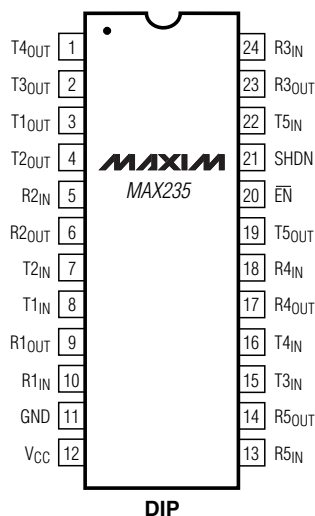 T4OUT 1 24 R3IN
T3OUT 2 23 R3OUT
T1OUT 3 22 T5IN
T2OUT 4 MAXIM 21 SHDN
R2IN 5 MAX235 20 E̅N̅
R2OUT 6 19 T5OUT
T2IN 7 18 R4IN
T1IN 8 17 R4OUT
R1OUT 9 16 T4IN
R1IN 10 15 T3IN
GND 11 14 R5OUT
VCC 12 13 R5IN
DIP